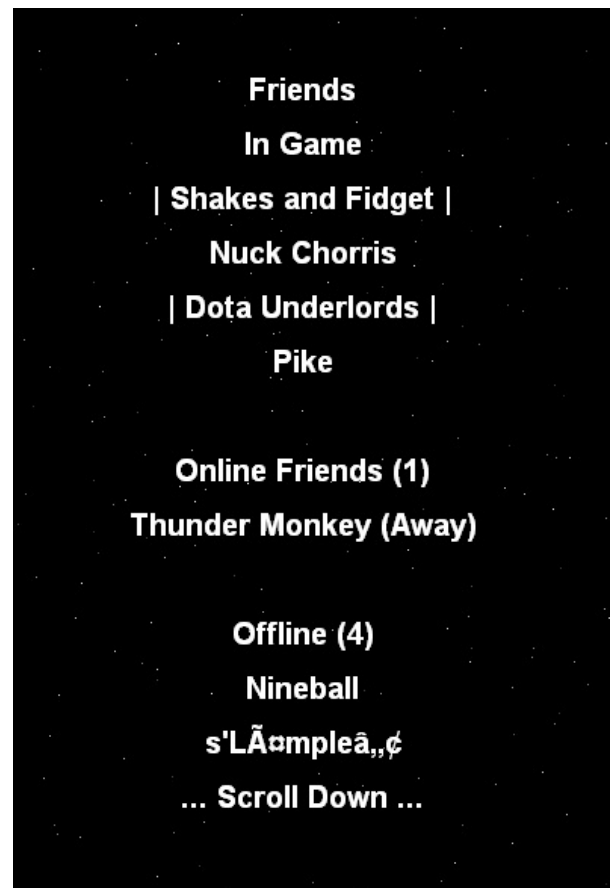 Friends
In Game
| Shakes and Fidget |
Nuck Chorris
| Dota Underlords |
Pike
Online Friends (1)
Thunder Monkey (Away)
Offline (4)
Nineball
s'LÃ¤mpleâ„¢
... Scroll Down ...